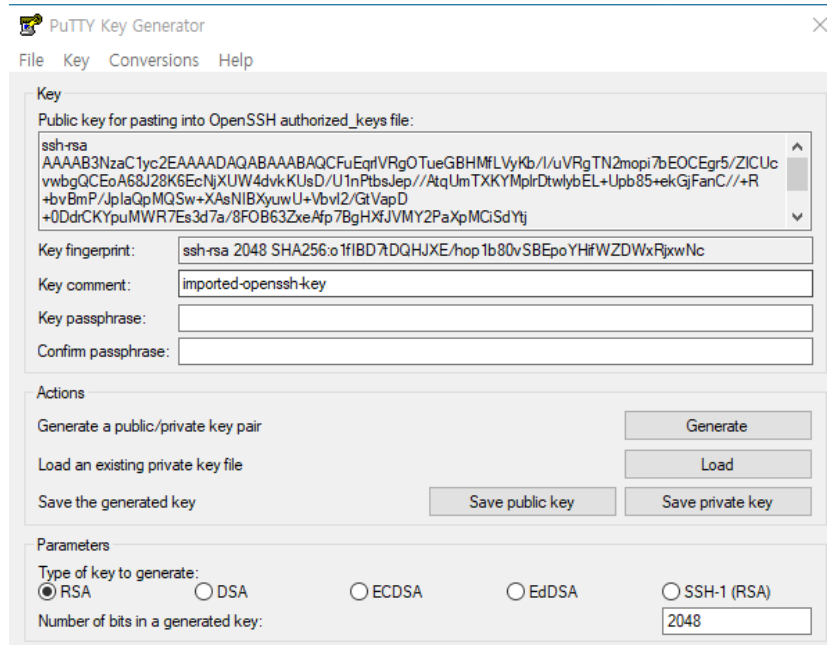 PuTTY Key Generator
File Key Conversions Help
Key
Public key for pasting into OpenSSH authorized_keys file:
ssh-rsa
AAAAB3NzaC1yc2EAAAADAQABAAABAQCFuEqrlVRgOTueGBHMfLVyKb/I/uVRgTN2mopi7bEOCEgr5/ZICUc
vwbgQCEoA68J28K6EcNjXUW4dvkKUsD/U1nPtbsJep//AtqUmTXKYMplrDtwlybEL+Upb85+ekGjFanC//+R
+bvBmP/JplaQpMQSw+XAsNIBXyuwU+Vbvl2/GtVapD
+0DdrCKYpuMWR7Es3d7a/8FOB63ZxeAfp7BgHXfJVMY2PaXpMCiSdYtj
Key fingerprint: ssh-rsa 2048 SHA256:o1fIBD7tDQHJXE/hop1b80vSBEpoYHifWZDWxRjxwNc
Key comment: imported-openssh-key
Key passphrase:
Confirm passphrase:
Actions
Generate a public/private key pair Generate
Load an existing private key file Load
Save the generated key Save public key Save private key
Parameters
Type of key to generate:
RSA DSA ECDSA EdDSA SSH-1 (RSA)
Number of bits in a generated key: 2048